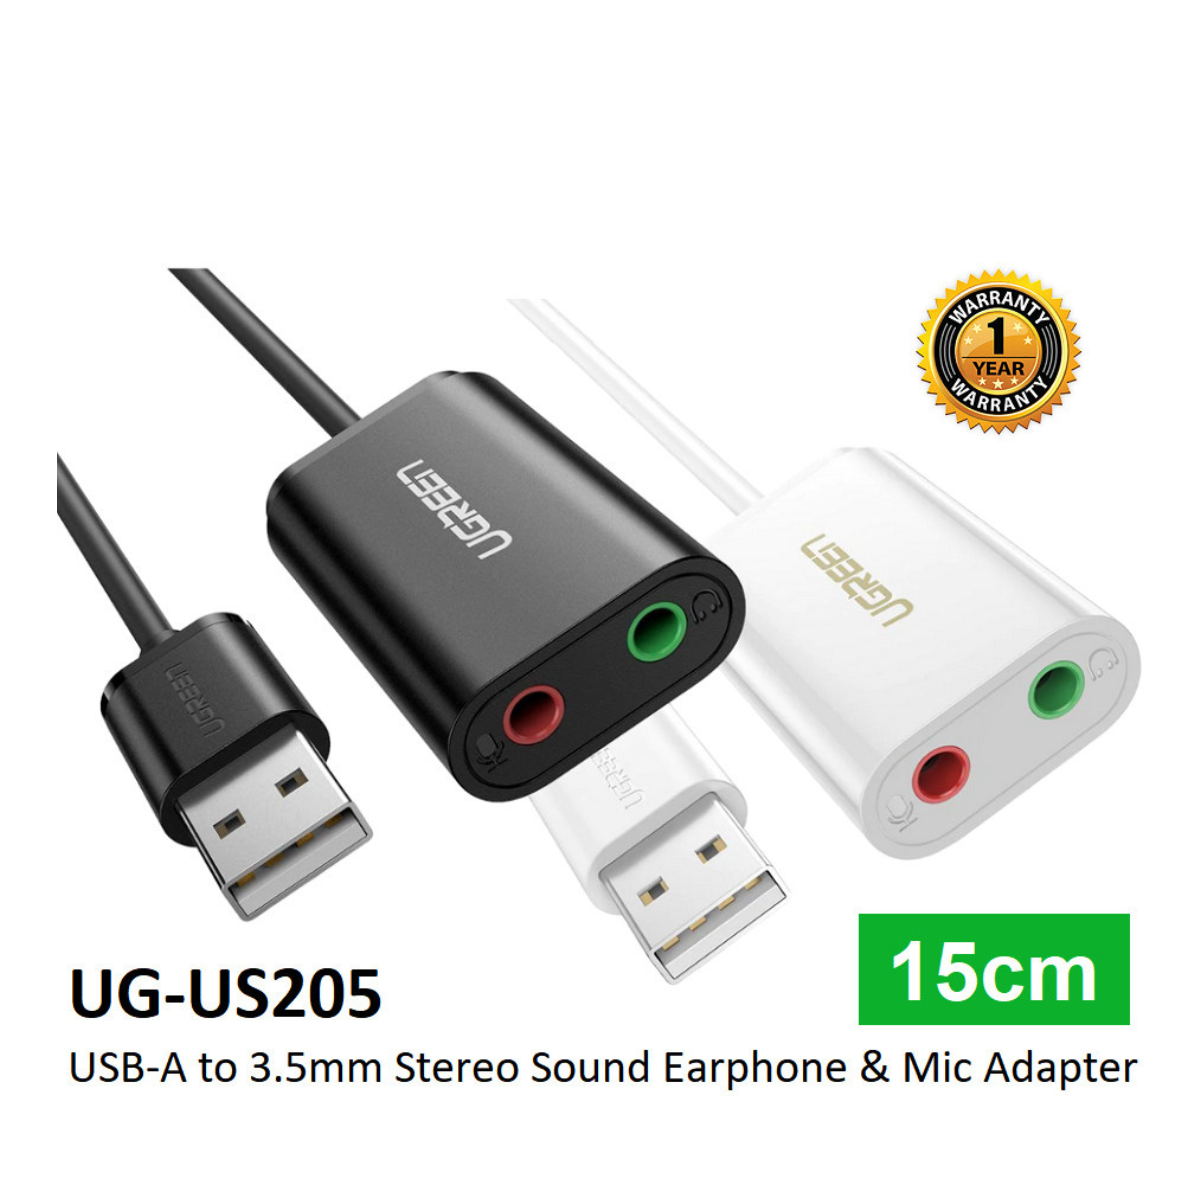 WARRANTY
1
YEAR
WARRANTY
UGREEN
UGREEN
UGREEN
UGREEN
15cm
UG-US205
USB-A to 3.5mm Stereo Sound Earphone & Mic Adapter